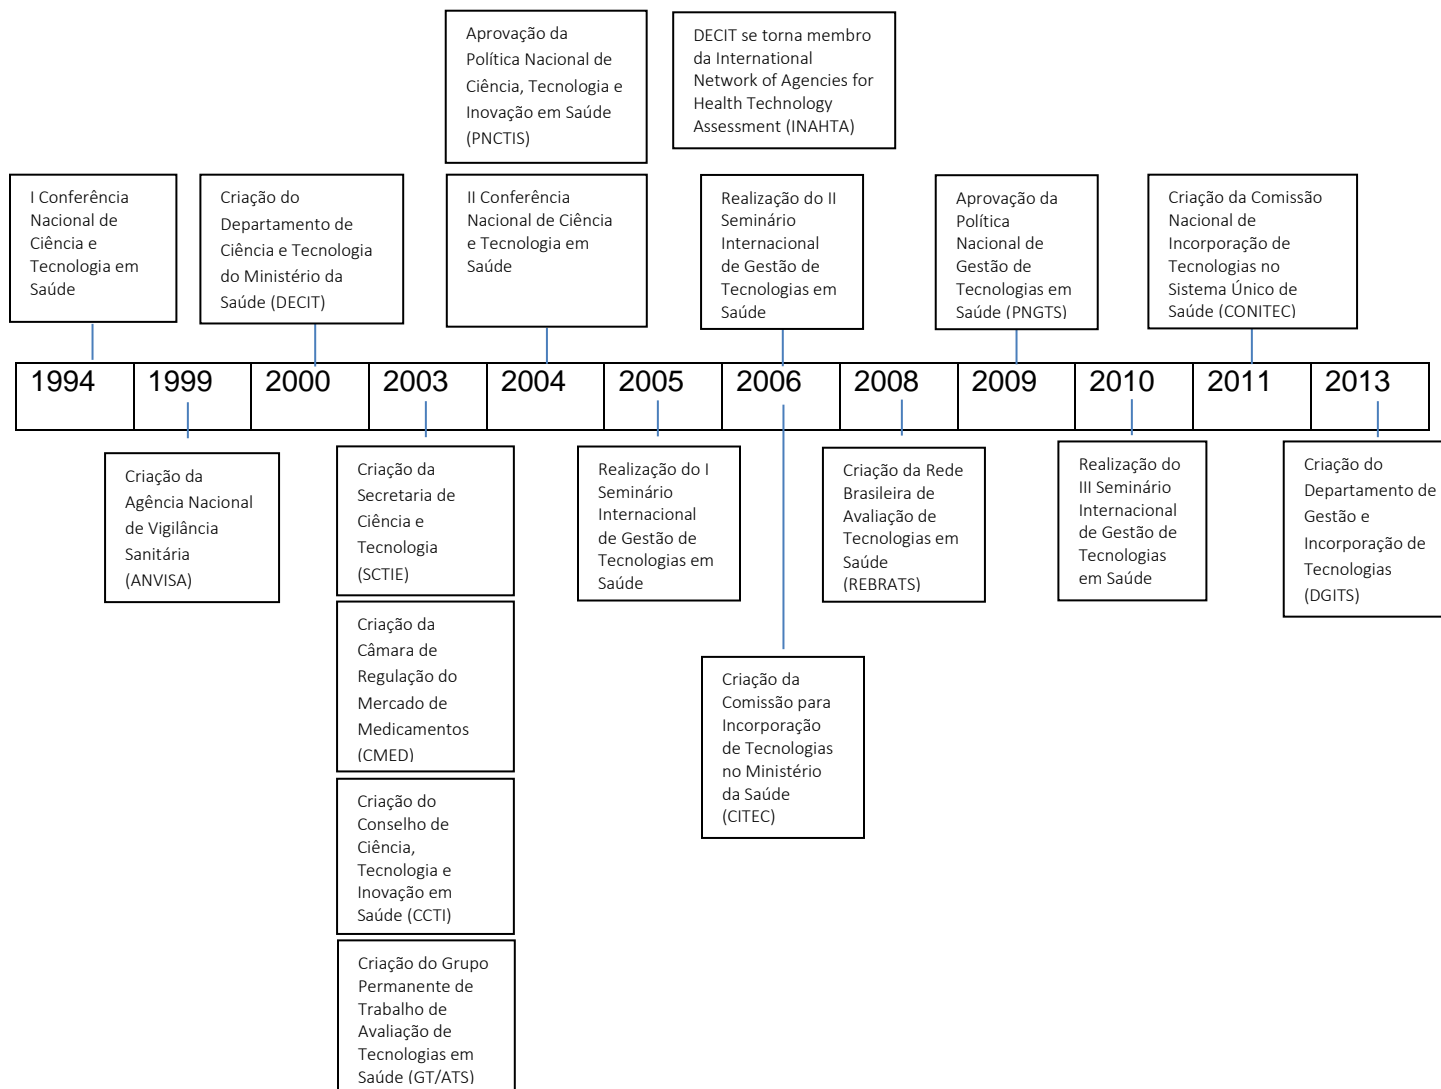 Aprovação da
Política Nacional de
Ciência, Tecnologia e
Inovação em Saúde
(PNCTIS)
DECIT se torna membro
da International
Network of Agencies for
Health Technology
Assessment (INAHTA)
I Conferência
Nacional de
Ciência e
Tecnologia em
Saúde
Criação do
Departamento de
Ciência e Tecnologia
do Ministério da
Saúde (DECIT)
II Conferência
Nacional de Ciência
e Tecnologia em
Saúde
Realização do II
Seminário
Internacional
de Gestão de
Tecnologias em
Saúde
Aprovação da
Política
Nacional de
Gestão de
Tecnologias em
Saúde (PNGTS)
Criação da Comissão
Nacional de
Incorporação de
Tecnologias no
Sistema Único de
Saúde (CONITEC)
1994 1999 2000 2003 2004 2005 2006 2008 2009 2010 2011 2013
Criação da
Agência Nacional
de Vigilância
Sanitária
(ANVISA)
Criação da
Secretaria de
Ciência e
Tecnologia
(SCTIE)
Realização do I
Seminário
Internacional
de Gestão de
Tecnologias em
Saúde
Criação da Rede
Brasileira de
Avaliação de
Tecnologias em
Saúde
(REBRATS)
Realização do
III Seminário
Internacional
de Gestão de
Tecnologias
em Saúde
Criação do
Departamento de
Gestão e
Incorporação de
Tecnologias
(DGITS)
Criação da
Câmara de
Regulação do
Mercado de
Medicamentos
(CMED)
Criação da
Comissão para
Incorporação
de Tecnologias
no Ministério
da Saúde
(CITEC)
Criação do
Conselho de
Ciência,
Tecnologia e
Inovação em
Saúde (CCTI)
Criação do Grupo
Permanente de
Trabalho de
Avaliação de
Tecnologias em
Saúde (GT/ATS)